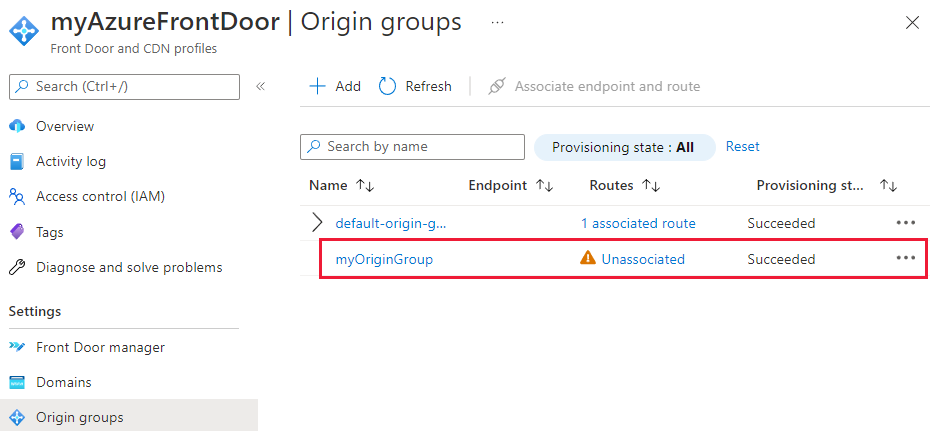 myAzureFrontDoor | Origin groups ...
Front Door and CDN profiles
Search (Ctrl+/)
Overview
Activity log
Access control (IAM)
Tags
Diagnose and solve problems
Settings
Front Door manager
Domains
Origin groups
Add Refresh Associate endpoint and route
Search by name Provisioning state : All Reset
Name Endpoint Routes Provisioning st...
default-origin-g... 1 associated route Succeeded
myOriginGroup Unassociated Succeeded